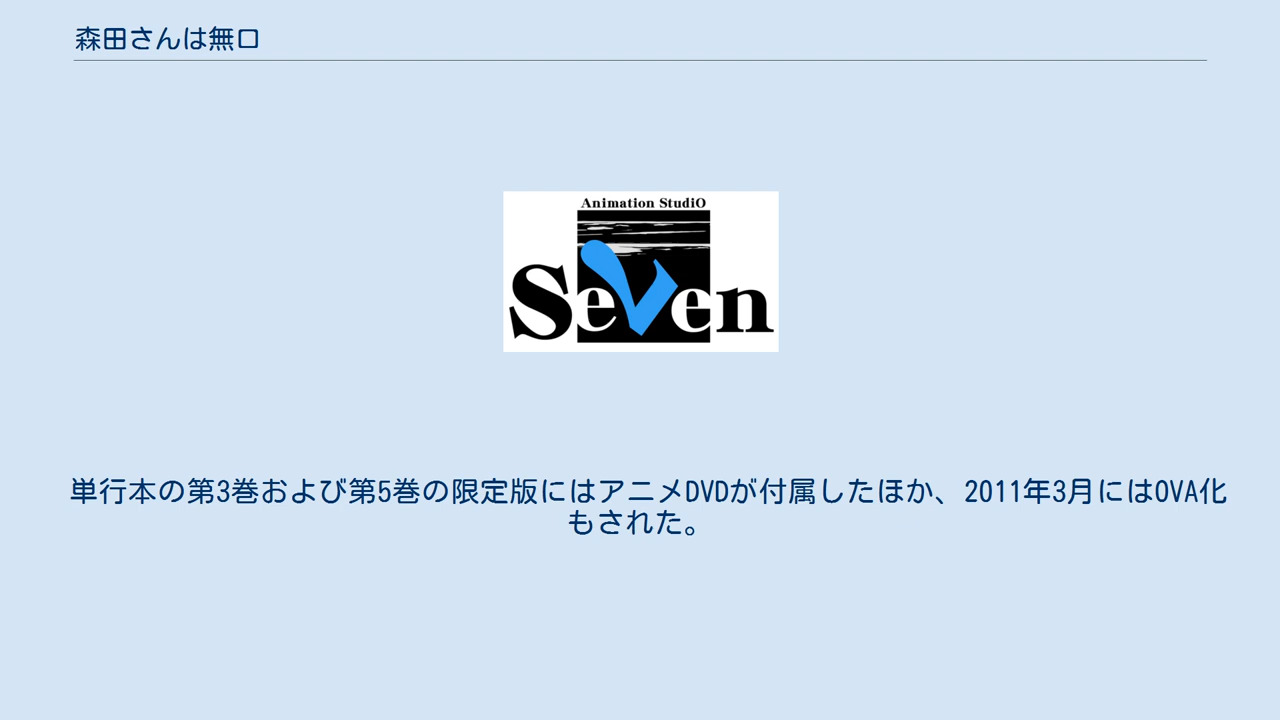 森田さんは無口
Animation StudiO
Seven
単行本の第3巻および第5巻の限定版にはアニメDVDが付属したほか、2011年3月にはOVA化
もされた。